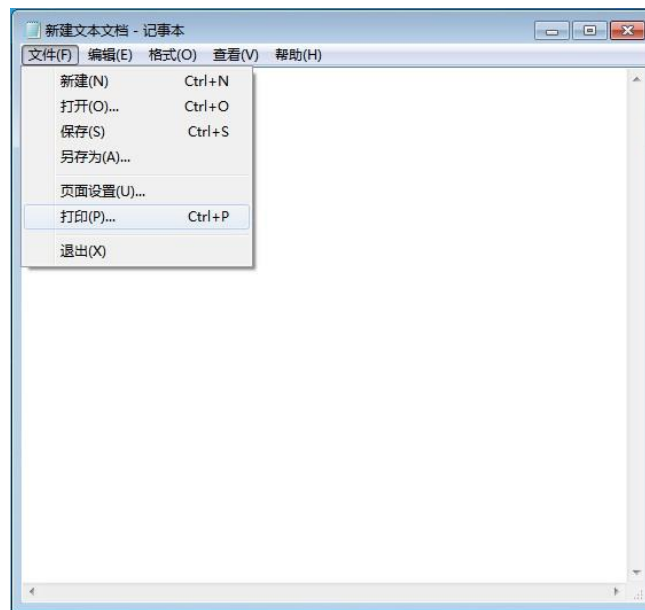 新建文本文档 - 记事本
文件(F) 编辑(E) 格式(O) 查看(V) 帮助(H)
新建(N) Ctrl+N
打开(O)... Ctrl+O
保存(S) Ctrl+S
另存为(A)...
页面设置(U)...
打印(P)... Ctrl+P
退出(X)